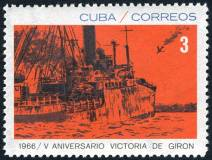 CUBA / CORREOS
3
1966 / V ANIVERSARIO VICTORIA DE GIRON